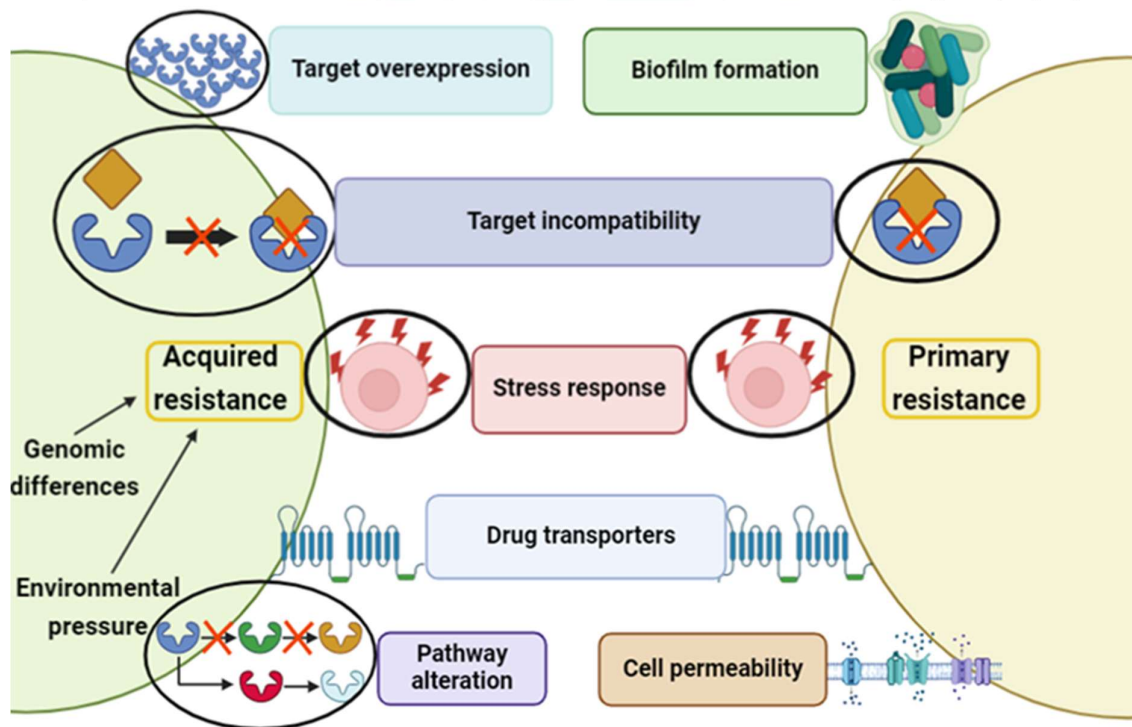 Target overexpression
Biofilm formation
Target incompatibility
Acquired
resistance
Stress response
Primary
resistance
Genomic
differences
Drug transporters
Environmental
pressure
Pathway
alteration
Cell permeability